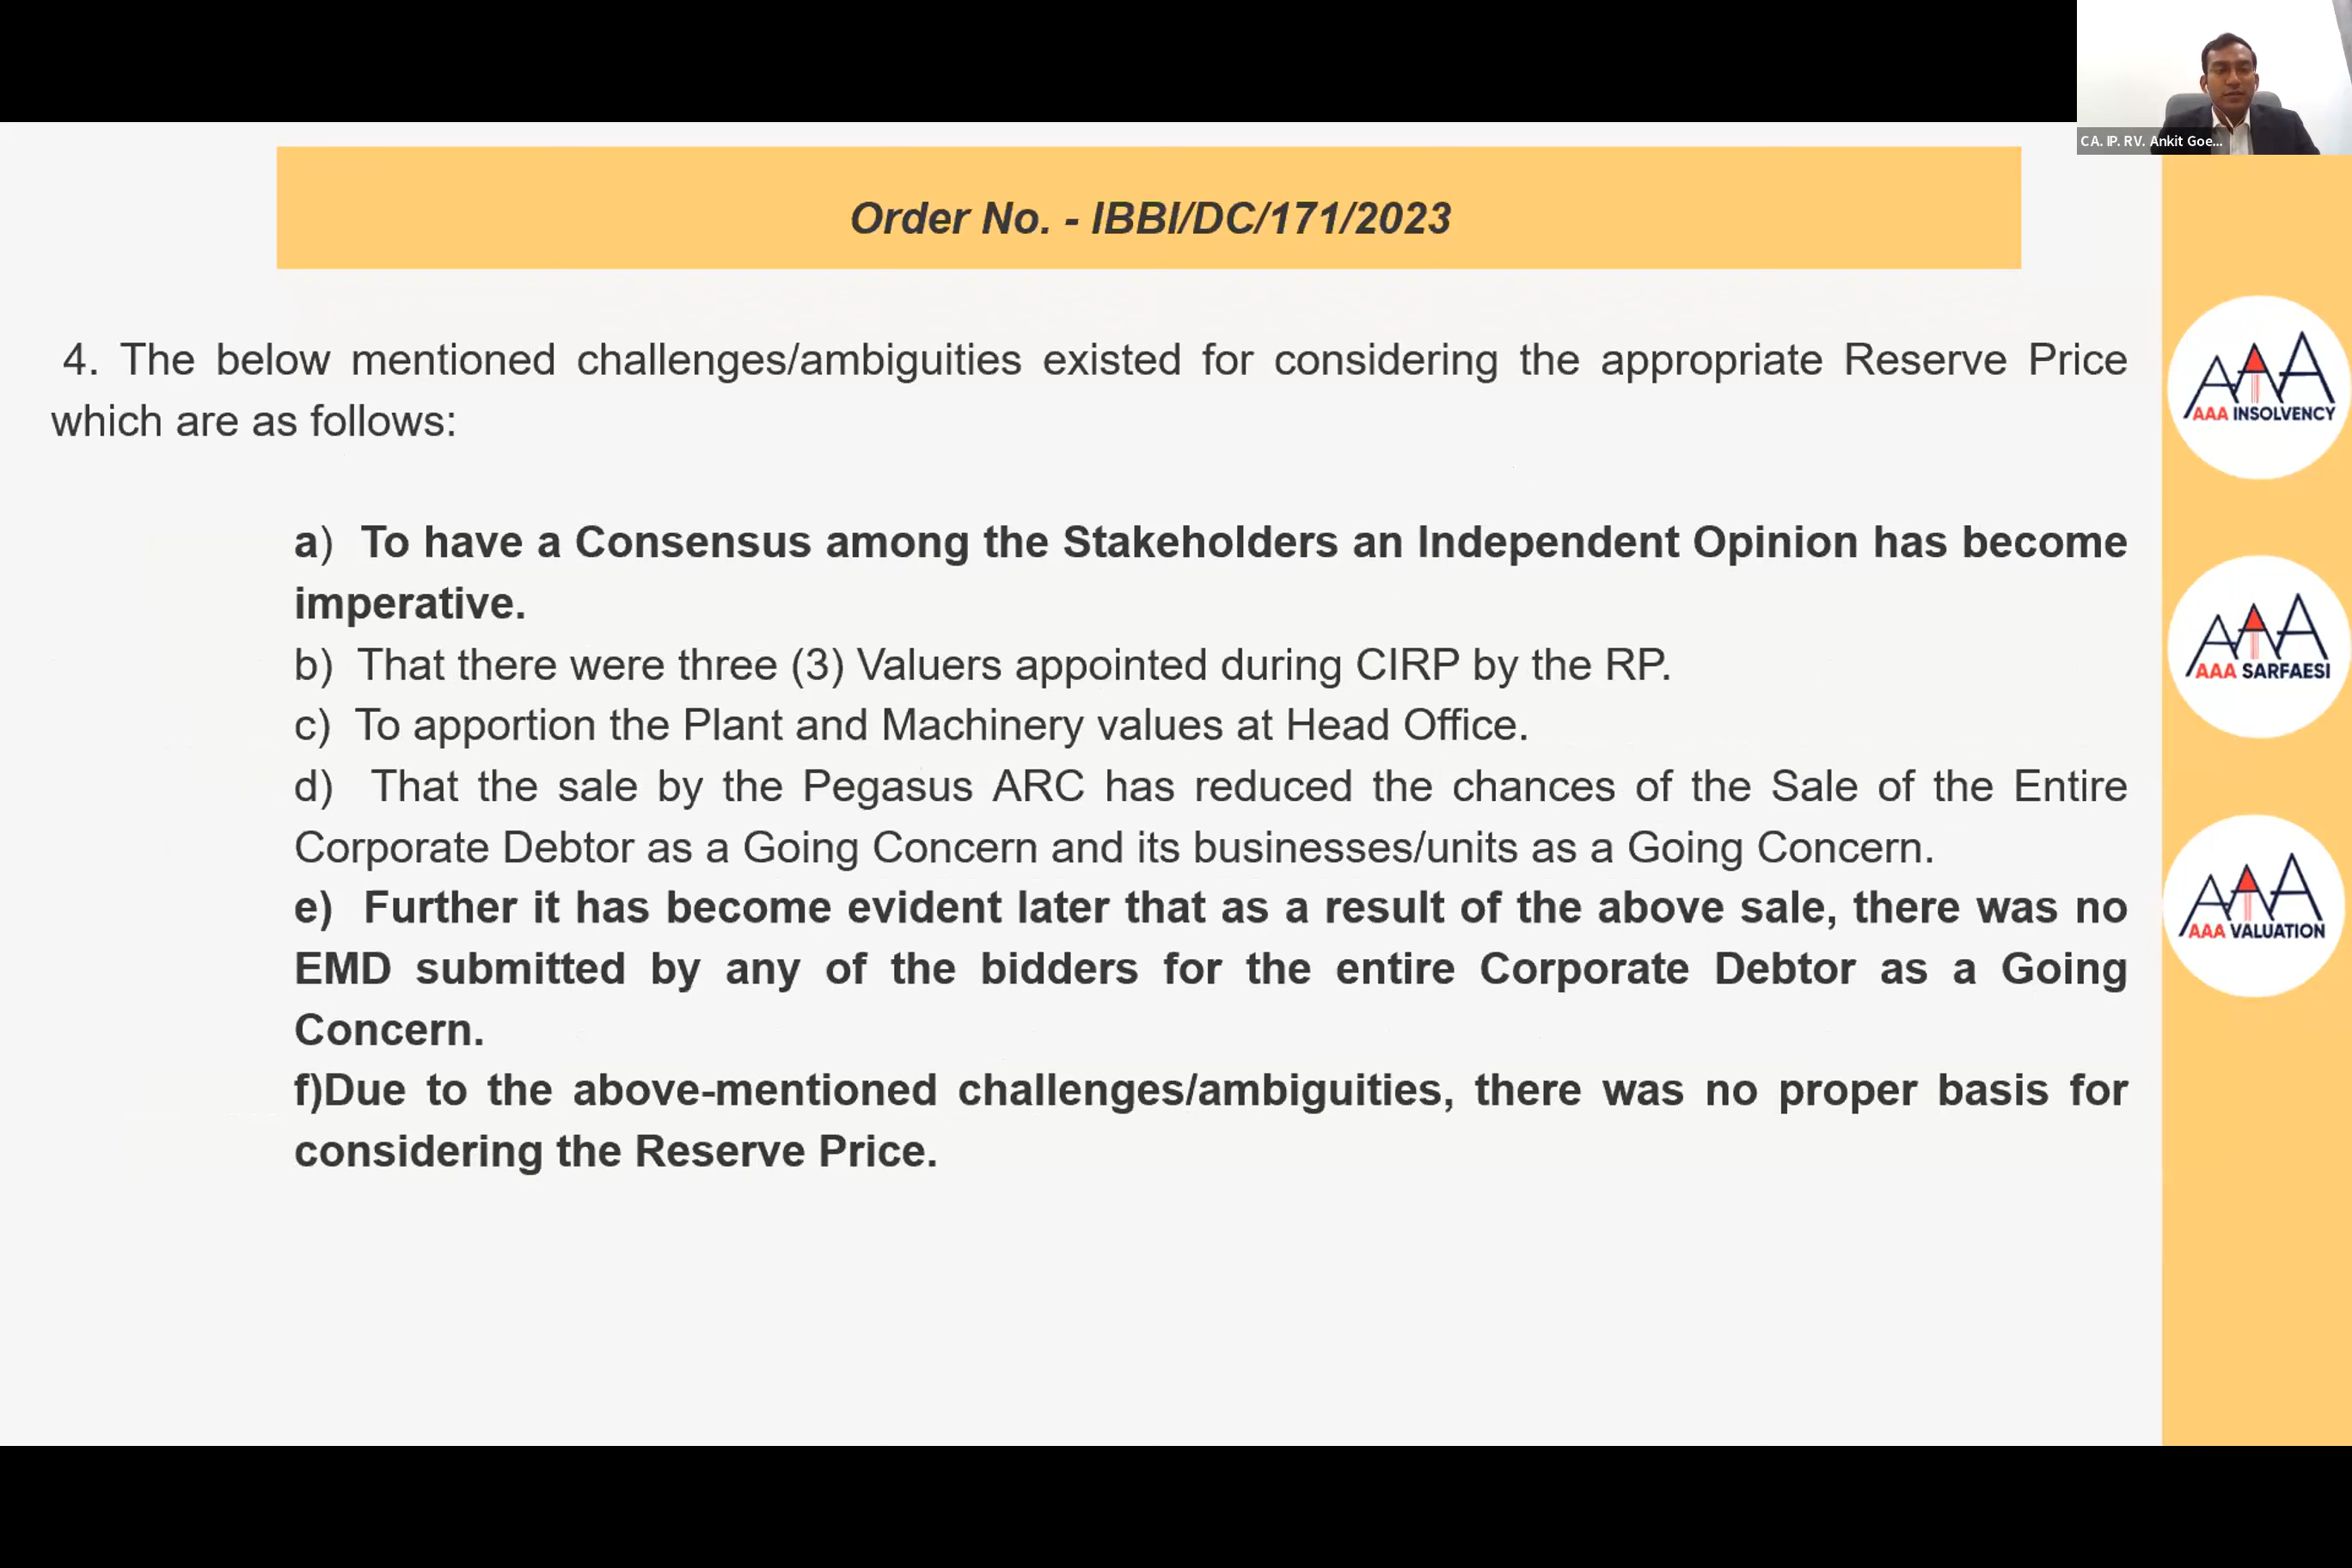 CA. IP. RV. Ankit Goe...
Order No. - IBBI/DC/171/2023
4. The below mentioned challenges/ambiguities existed for considering the appropriate Reserve Price
which are as follows:
a) To have a Consensus among the Stakeholders an Independent Opinion has become
imperative.
b) That there were three (3) Valuers appointed during CIRP by the RP.
c) To apportion the Plant and Machinery values at Head Office.
d) That the sale by the Pegasus ARC has reduced the chances of the Sale of the Entire
Corporate Debtor as a Going Concern and its businesses/units as a Going Concern.
e) Further it has become evident later that as a result of the above sale, there was no
EMD submitted by any of the bidders for the entire Corporate Debtor as a Going
Concern.
f)Due to the above-mentioned challenges/ambiguities, there was no proper basis for
considering the Reserve Price.
AAA
AAA INSOLVENCY
AAA
AAA SARFAESI
AAA
AAA VALUATION